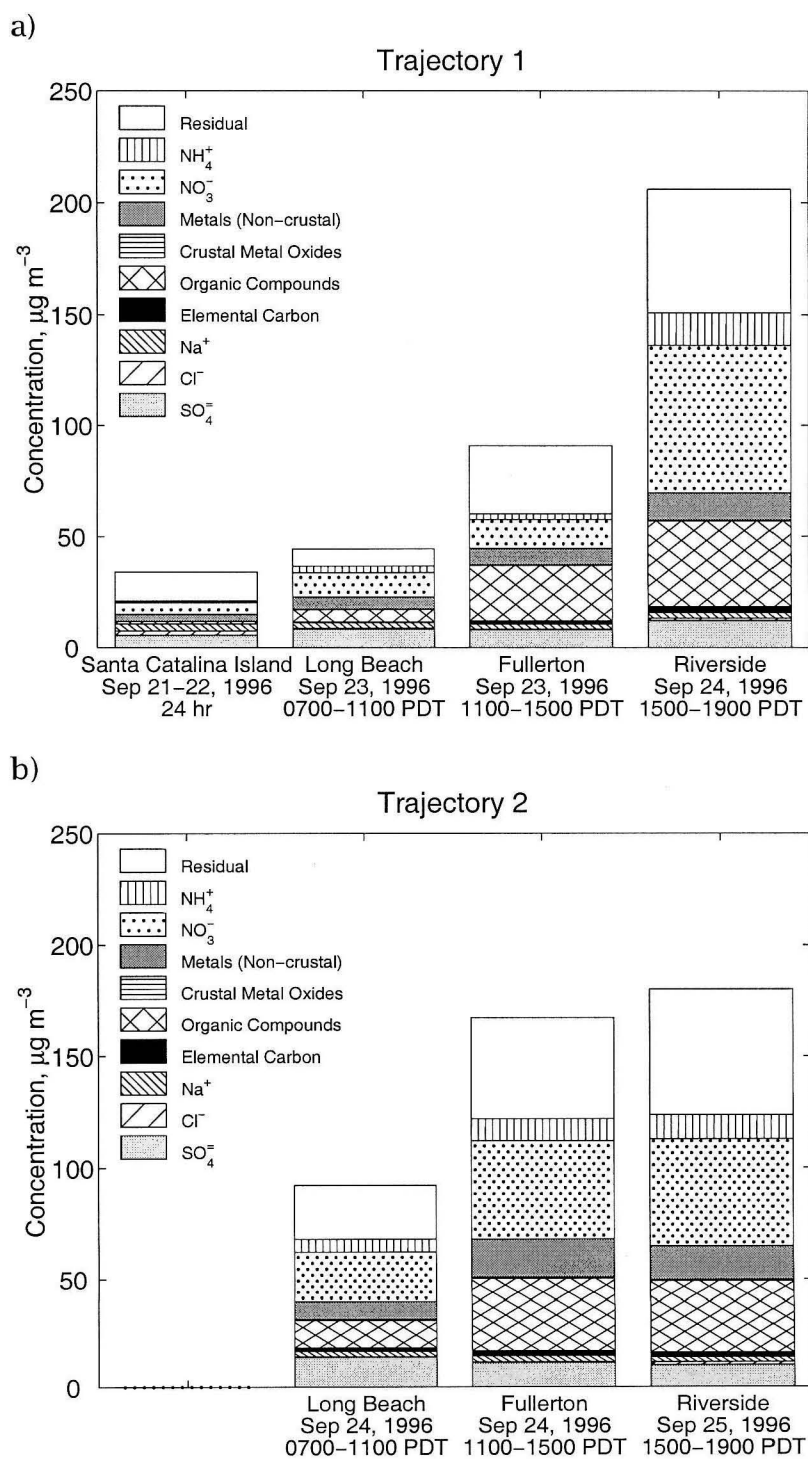 a)
Trajectory 1
250
200
150
100
50
0
Concentration, μg m⁻³
Residual
NH₄⁺
NO₃⁻
Metals (Non-crustal)
Crustal Metal Oxides
Organic Compounds
Elemental Carbon
Na⁺
Cl⁻
SO₄⁼
Santa Catalina Island
Sep 21–22, 1996
24 hr
Long Beach
Sep 23, 1996
0700–1100 PDT
Fullerton
Sep 23, 1996
1100–1500 PDT
Riverside
Sep 24, 1996
1500–1900 PDT
b)
Trajectory 2
250
200
150
100
50
0
Concentration, μg m⁻³
Residual
NH₄⁺
NO₃⁻
Metals (Non-crustal)
Crustal Metal Oxides
Organic Compounds
Elemental Carbon
Na⁺
Cl⁻
SO₄⁼
Long Beach
Sep 24, 1996
0700–1100 PDT
Fullerton
Sep 24, 1996
1100–1500 PDT
Riverside
Sep 25, 1996
1500–1900 PDT